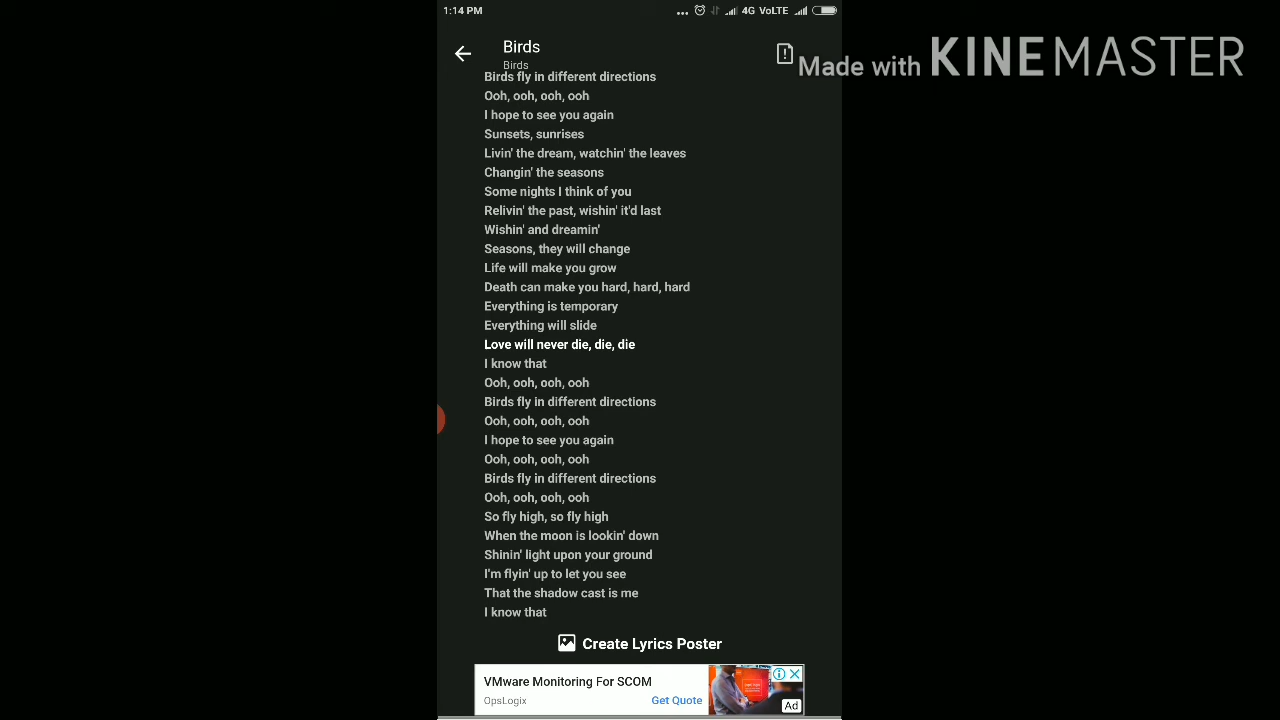 1:14 PM
4G VoLTE
Birds
Birds
Made with KINEMASTER
Birds fly in different directions
Ooh, ooh, ooh, ooh
I hope to see you again
Sunsets, sunrises
Livin' the dream, watchin' the leaves
Changin' the seasons
Some nights I think of you
Relivin' the past, wishin' it'd last
Wishin' and dreamin'
Seasons, they will change
Life will make you grow
Death can make you hard, hard, hard
Everything is temporary
Everything will slide
Love will never die, die, die
I know that
Ooh, ooh, ooh, ooh
Birds fly in different directions
Ooh, ooh, ooh, ooh
I hope to see you again
Ooh, ooh, ooh, ooh
Birds fly in different directions
Ooh, ooh, ooh, ooh
So fly high, so fly high
When the moon is lookin' down
Shinin' light upon your ground
I'm flyin' up to let you see
That the shadow cast is me
I know that
Create Lyrics Poster
VMware Monitoring For SCOM
OpsLogix
Get Quote
Ad